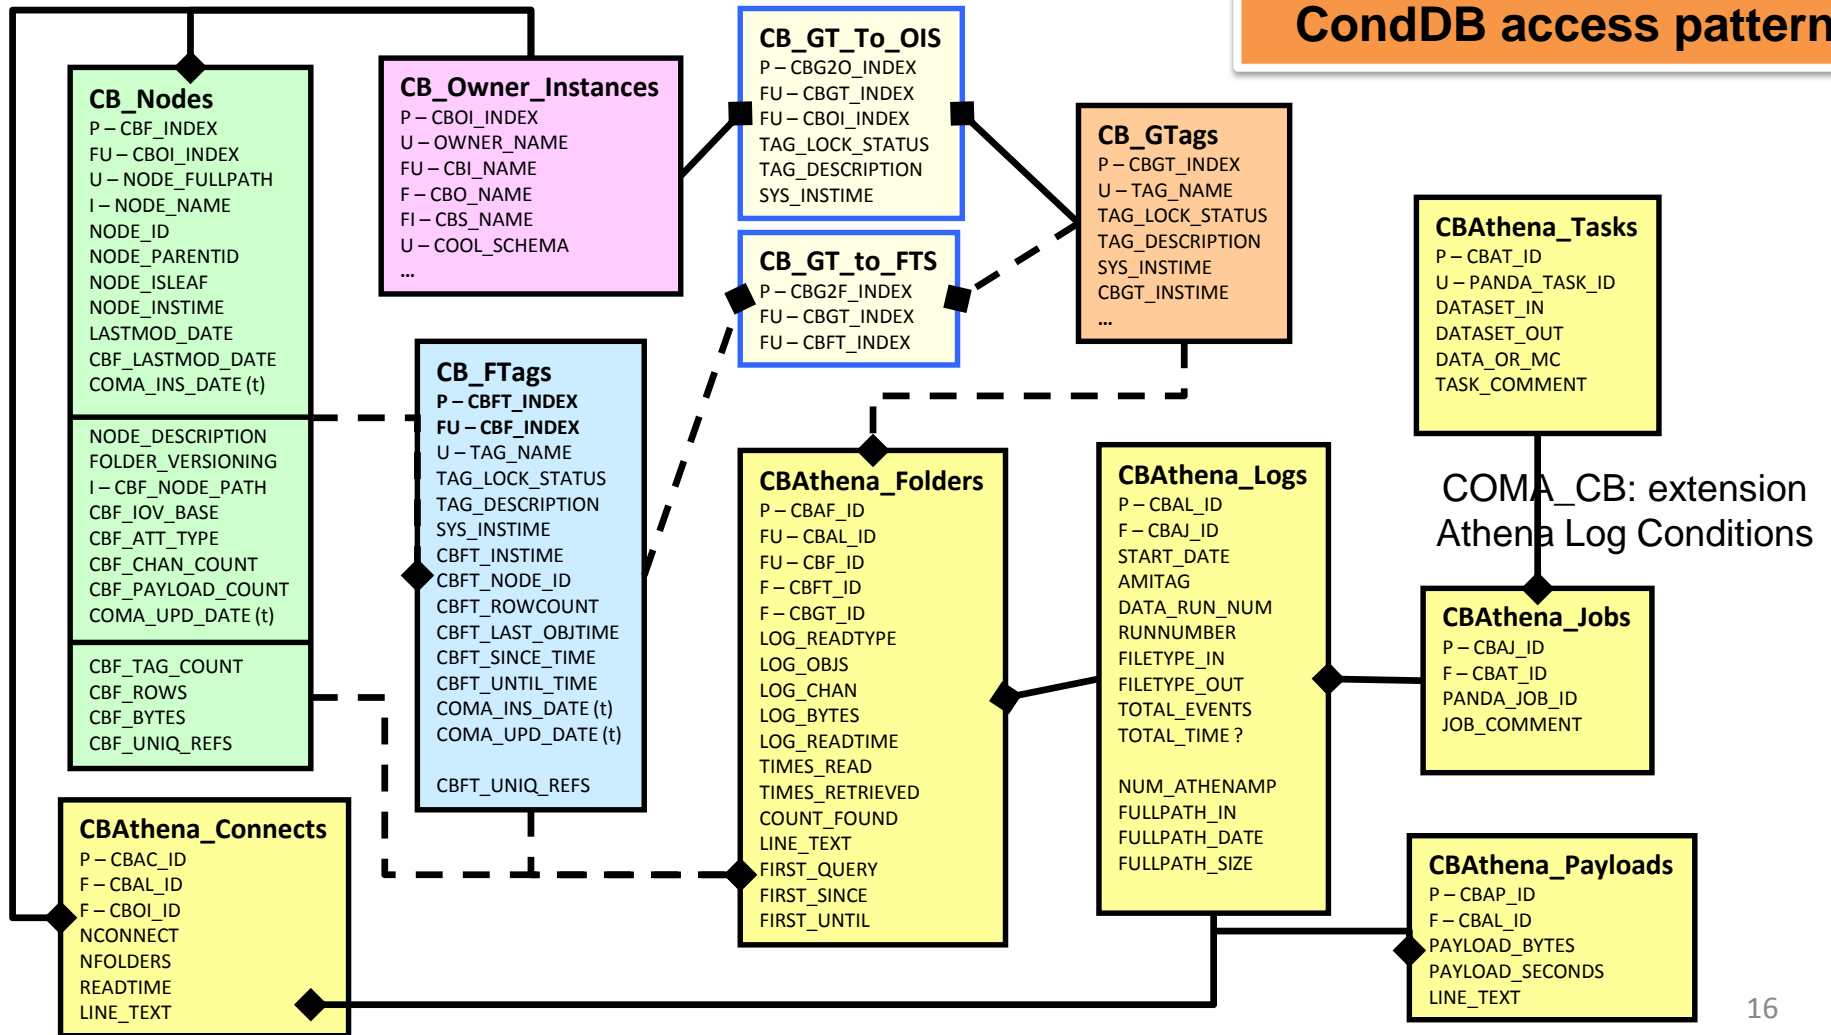 CondDB access pattern
CB_Nodes
P – CBF_INDEX
FU – CBOI_INDEX
U – NODE_FULLPATH
I – NODE_NAME
NODE_ID
NODE_PARENTID
NODE_ISLEAF
NODE_INSTIME
LASTMOD_DATE
CBF_LASTMOD_DATE
COMA_INS_DATE (t)
NODE_DESCRIPTION
FOLDER_VERSIONING
I – CBF_NODE_PATH
CBF_IOV_BASE
CBF_ATT_TYPE
CBF_CHAN_COUNT
CBF_PAYLOAD_COUNT
COMA_UPD_DATE (t)
CBF_TAG_COUNT
CBF_ROWS
CBF_BYTES
CBF_UNIQ_REFS
CB_Owner_Instances
P – CBOI_INDEX
U – OWNER_NAME
FU – CBI_NAME
F – CBO_NAME
FI – CBS_NAME
U – COOL_SCHEMA
...
CB_GT_To_OIS
P – CBG2O_INDEX
FU – CBGT_INDEX
FU – CBOI_INDEX
TAG_LOCK_STATUS
TAG_DESCRIPTION
SYS_INSTIME
CB_GT_to_FTS
P – CBG2F_INDEX
FU – CBGT_INDEX
FU – CBFT_INDEX
CB_GTags
P – CBGT_INDEX
U – TAG_NAME
TAG_LOCK_STATUS
TAG_DESCRIPTION
SYS_INSTIME
CBGT_INSTIME
...
CBAthena_Tasks
P – CBAT_ID
U – PANDA_TASK_ID
DATASET_IN
DATASET_OUT
DATA_OR_MC
TASK_COMMENT
CB_FTags
P – CBFT_INDEX
FU – CBF_INDEX
U – TAG_NAME
TAG_LOCK_STATUS
TAG_DESCRIPTION
SYS_INSTIME
CBFT_INSTIME
CBFT_NODE_ID
CBFT_ROWCOUNT
CBFT_LAST_OBJTIME
CBFT_SINCE_TIME
CBFT_UNTIL_TIME
COMA_INS_DATE (t)
COMA_UPD_DATE (t)
CBFT_UNIQ_REFS
CBAthena_Folders
P – CBAF_ID
FU – CBAL_ID
FU – CBF_ID
F – CBFT_ID
F – CBGT_ID
LOG_READTYPE
LOG_OBJS
LOG_CHAN
LOG_BYTES
LOG_READTIME
TIMES_READ
TIMES_RETRIEVED
COUNT_FOUND
LINE_TEXT
FIRST_QUERY
FIRST_SINCE
FIRST_UNTIL
CBAthena_Logs
P – CBAL_ID
F – CBAJ_ID
START_DATE
AMITAG
DATA_RUN_NUM
RUNNUMBER
FILETYPE_IN
FILETYPE_OUT
TOTAL_EVENTS
TOTAL_TIME ?
NUM_ATHENAMP
FULLPATH_IN
FULLPATH_DATE
FULLPATH_SIZE
COMA_CB: extension
Athena Log Conditions
CBAthena_Jobs
P – CBAJ_ID
F – CBAT_ID
PANDA_JOB_ID
JOB_COMMENT
CBAthena_Connects
P – CBAC_ID
F – CBAL_ID
F – CBOI_ID
NCONNECT
NFOLDERS
READTIME
LINE_TEXT
CBAthena_Payloads
P – CBAP_ID
F – CBAL_ID
PAYLOAD_BYTES
PAYLOAD_SECONDS
LINE_TEXT
16